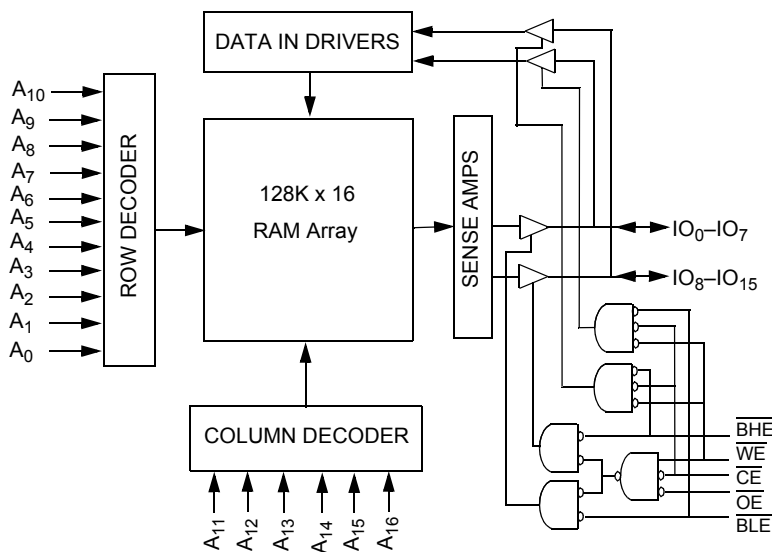 DATA IN DRIVERS
A10
A9
A8
A7
A6
A5
A4
A3
A2
A1
A0
ROW DECODER
128K x 16
RAM Array
SENSE AMPS
IO0–IO7
IO8–IO15
COLUMN DECODER
A11
A12
A13
A14
A15
A16
BHE
WE
CE
OE
BLE